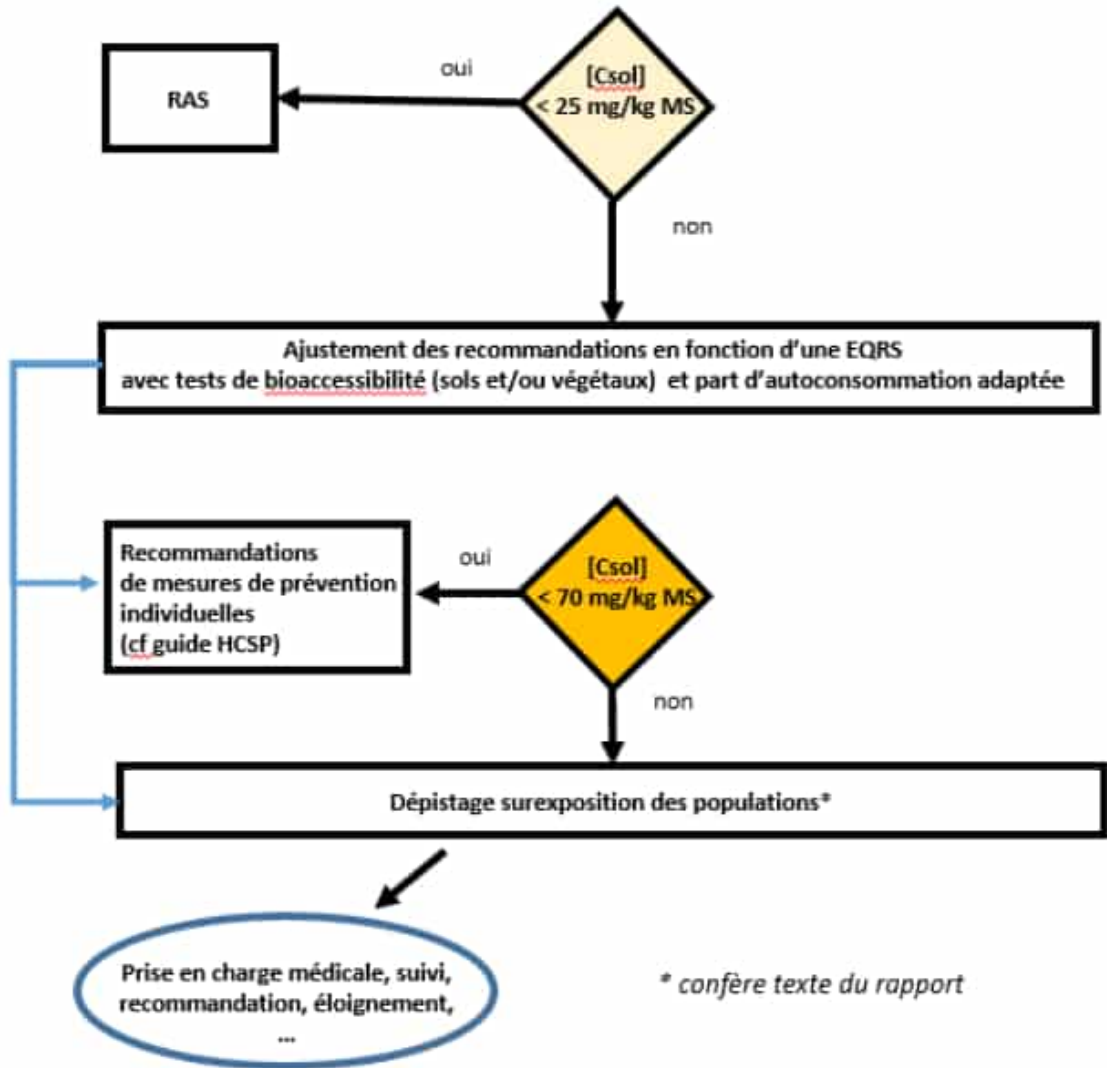 [Csol]
< 25 mg/kg MS
oui
RAS
non
Ajustement des recommandations en fonction d'une EQRS
avec tests de bioaccessibilité (sols et/ou végétaux) et part d'autoconsommation adaptée
[Csol]
< 70 mg/kg MS
oui
Recommandations
de mesures de prévention
individuelles
(cf guide HCSP)
non
Dépistage surexposition des populations*
Prise en charge médicale, suivi,
recommandation, éloignement,
...
* confère texte du rapport